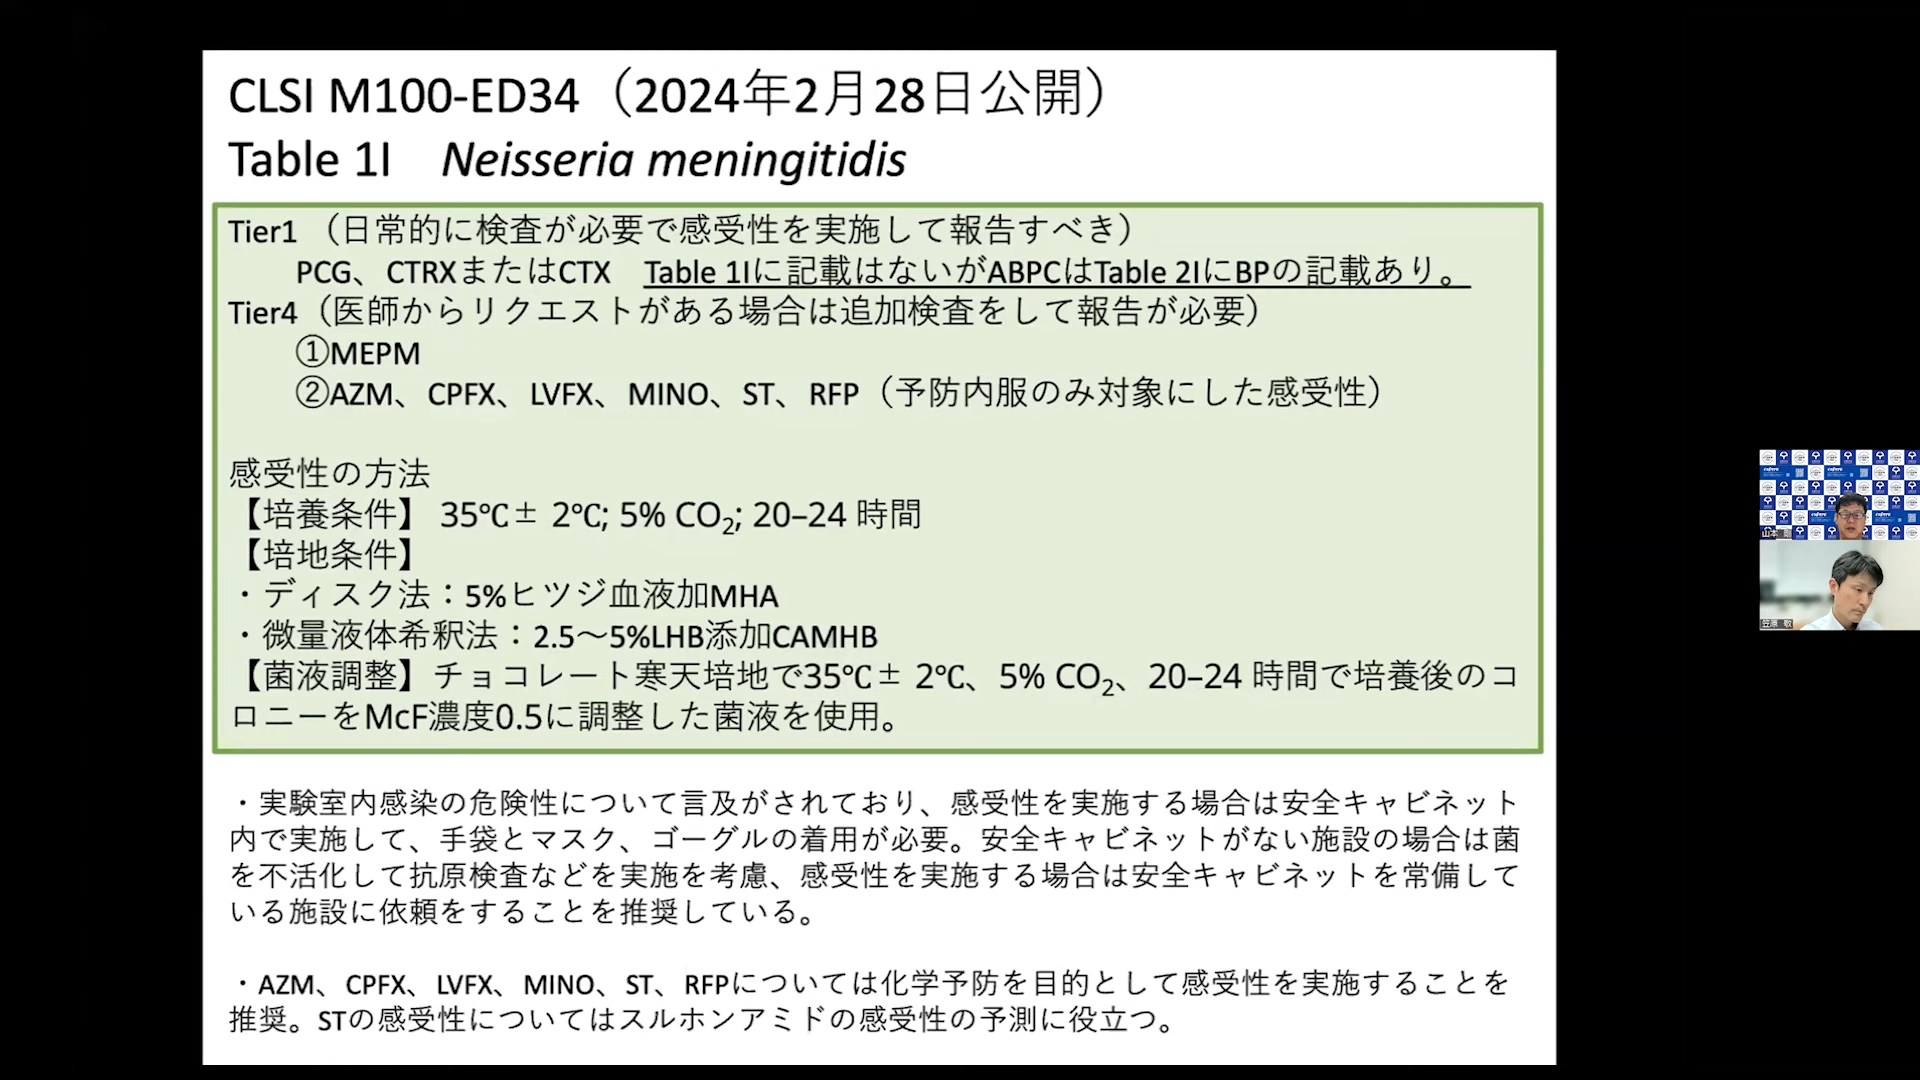 CLSI M100-ED34（2024年2月28日公開）
Table 1I　Neisseria meningitidis
Tier1 （日常的に検査が必要で感受性を実施して報告すべき）
PCG、CTRXまたはCTX　Table 1Iに記載はないがABPCはTable 2IにBPの記載あり。
Tier4（医師からリクエストがある場合は追加検査をして報告が必要）
①MEPM
②AZM、CPFX、LVFX、MINO、ST、RFP（予防内服のみ対象にした感受性）
感受性の方法
【培養条件】 35℃± 2℃; 5% CO₂; 20–24 時間
【培地条件】
・ディスク法：5%ヒツジ血液加MHA
・微量液体希釈法：2.5～5%LHB添加CAMHB
【菌液調整】チョコレート寒天培地で35℃± 2℃、5% CO₂、20–24 時間で培養後のコ
ロニーをMcF濃度0.5に調整した菌液を使用。
・実験室内感染の危険性について言及がされており、感受性を実施する場合は安全キャビネット
内で実施して、手袋とマスク、ゴーグルの着用が必要。安全キャビネットがない施設の場合は菌
を不活化して抗原検査などを実施を考慮、感受性を実施する場合は安全キャビネットを常備して
いる施設に依頼をすることを推奨している。
・AZM、CPFX、LVFX、MINO、ST、RFPについては化学予防を目的として感受性を実施することを
推奨。STの感受性についてはスルホンアミドの感受性の予測に役立つ。
山本 剛
笠原 敬